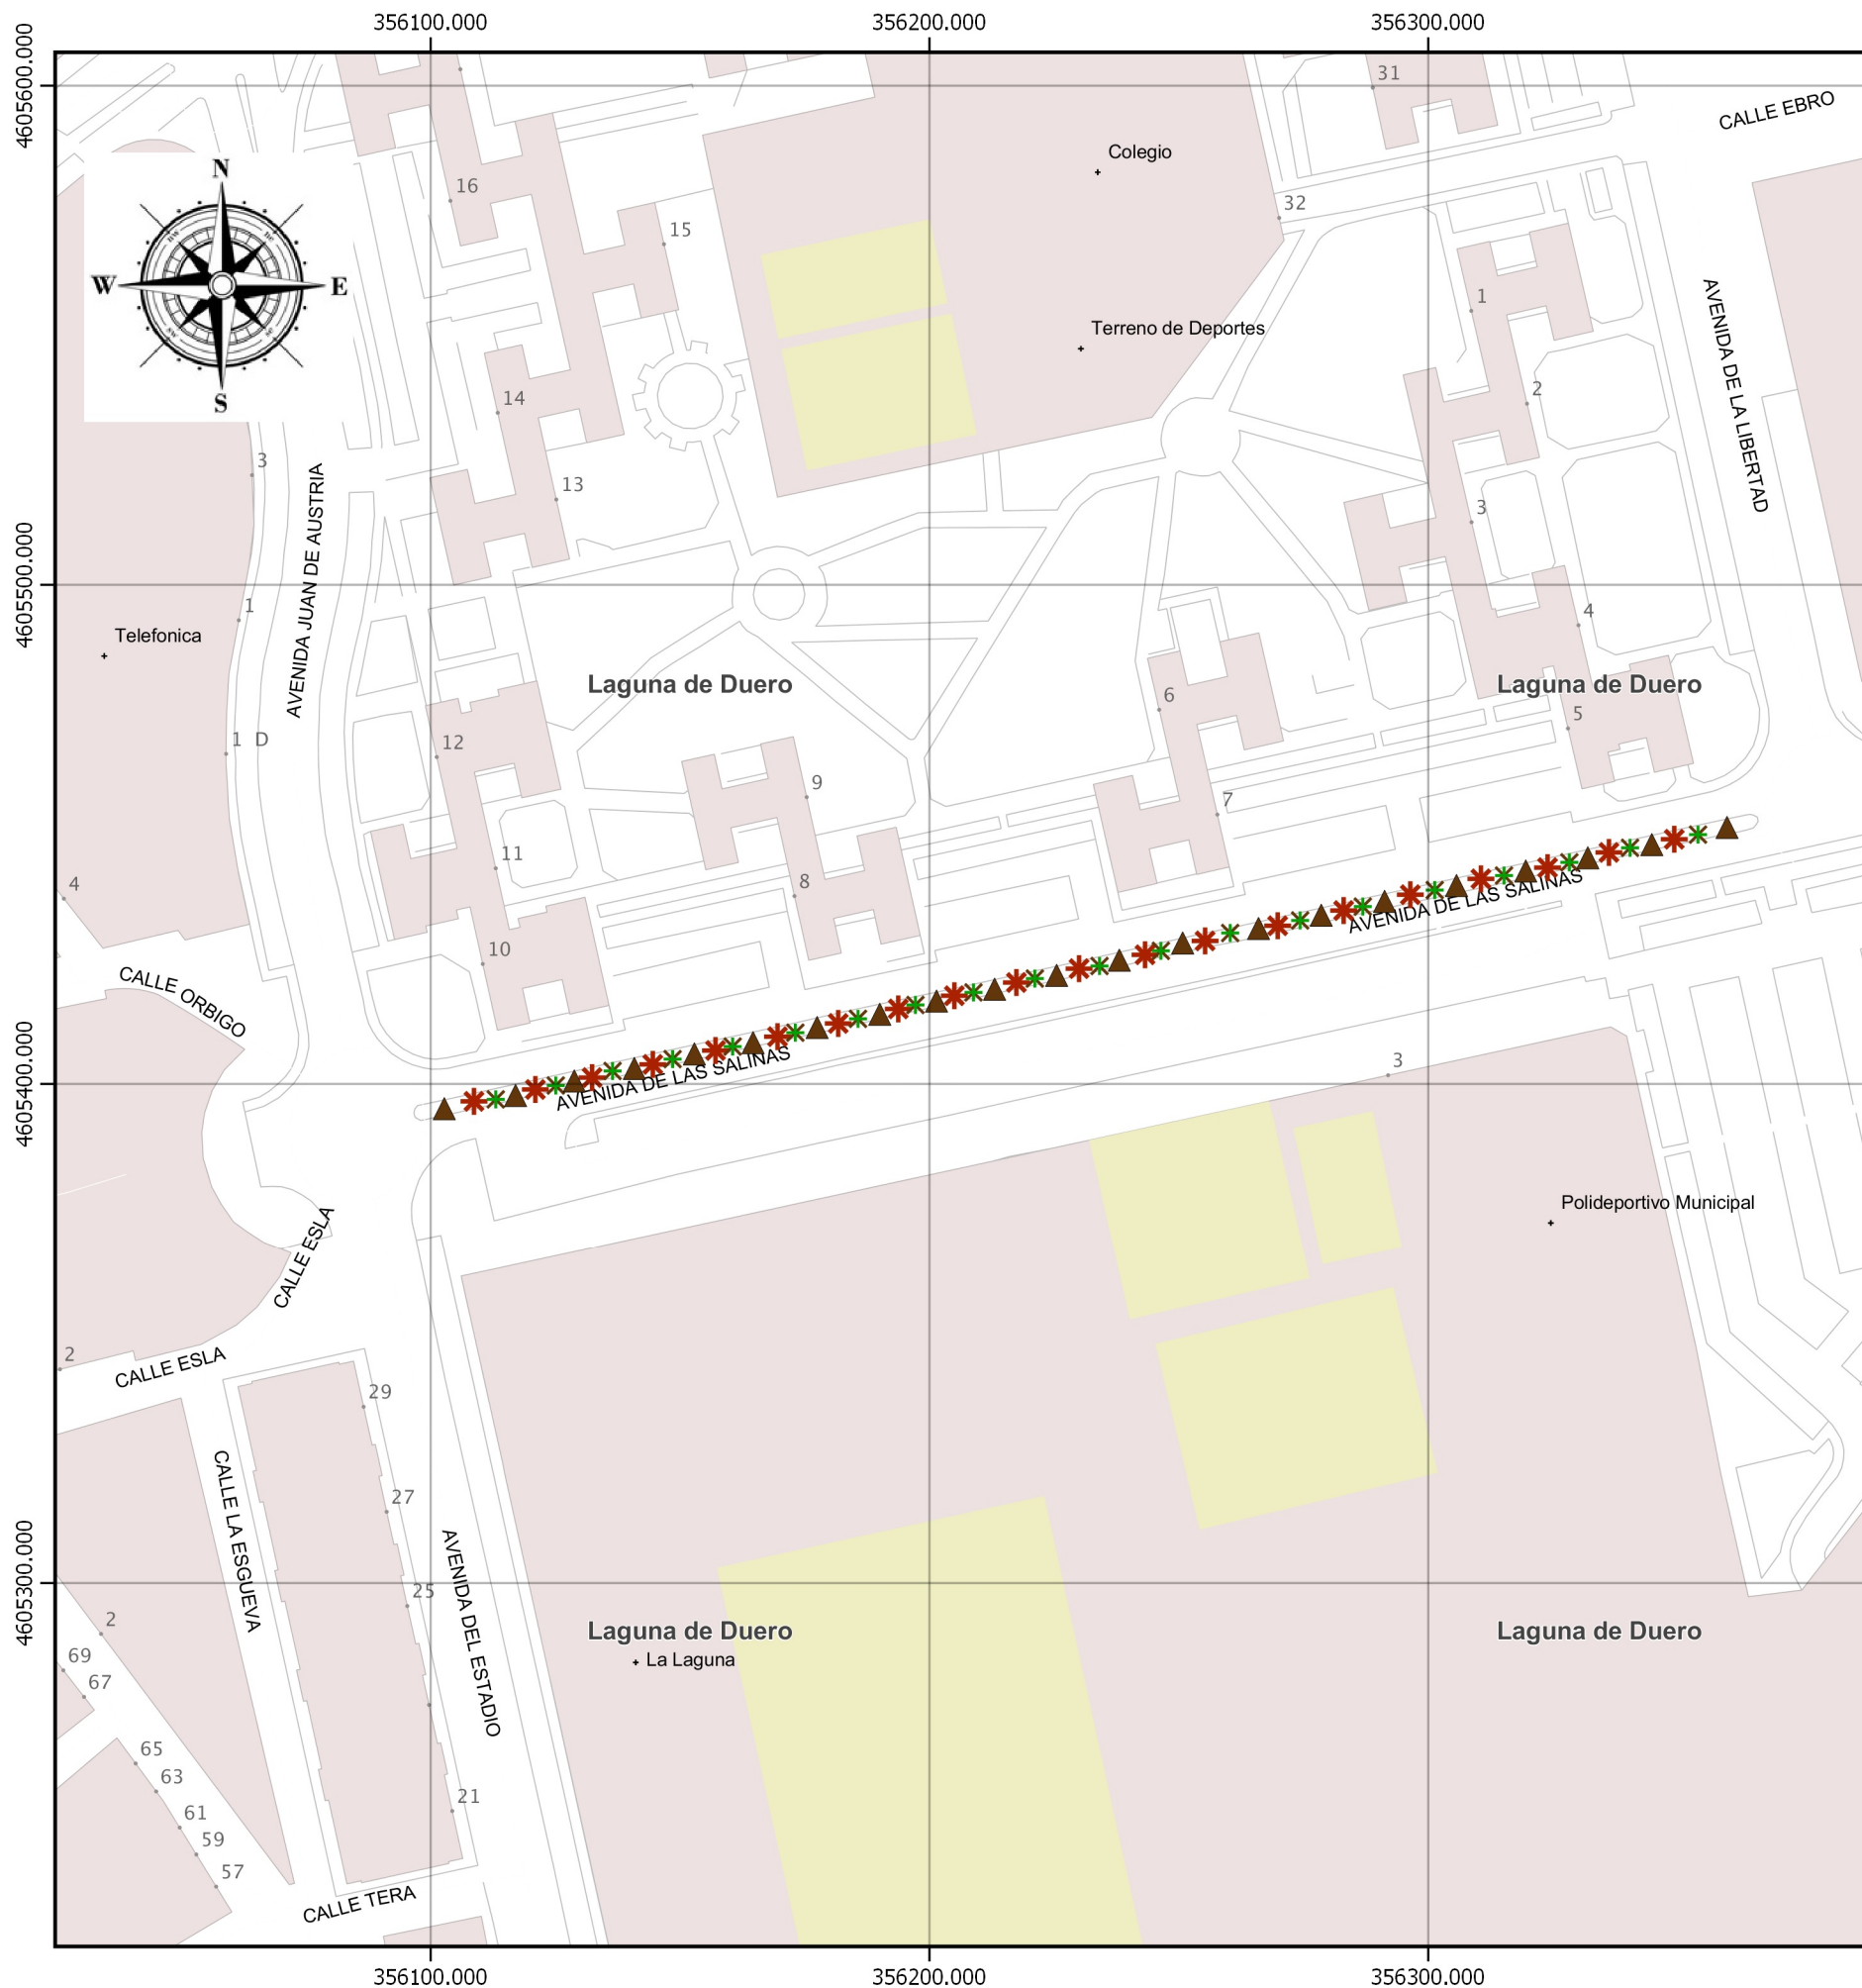 356100.000 356200.000 356300.000
4605600.000
4605500.000
4605400.000
4605300.000
31
CALLE EBRO
Colegio
N
16
32
15
W
E
1
Terreno de Deportes
AVENIDA DE LA LIBERTAD
S
14
2
3
13
3
AVENIDA JUAN DE AUSTRIA
1
4
Telefonica
Laguna de Duero
Laguna de Duero
6
5
1 D
12
9
7
11
4
8
AVENIDA DE LAS SALINAS
10
CALLE ORBIGO
AVENIDA DE LAS SALINAS
3
Polideportivo Municipal
CALLE ESLA
2
CALLE ESLA
29
CALLE LA ESGUEVA
27
AVENIDA DEL ESTADIO
25
2
Laguna de Duero
Laguna de Duero
69
La Laguna
67
65
63
21
61
59
57
CALLE TERA
356100.000 356200.000 356300.000